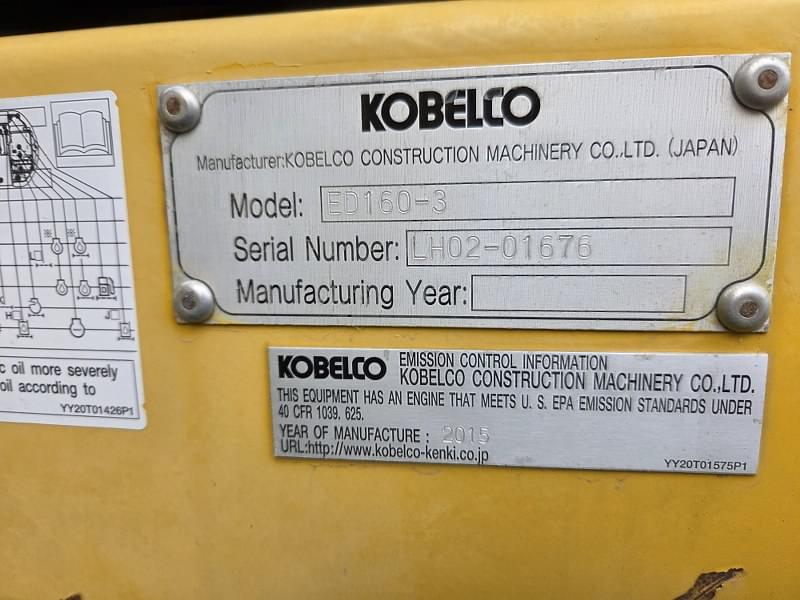 KOBELCO
Manufacturer:KOBELCO CONSTRUCTION MACHINERY CO.,LTD. (JAPAN)
Model: ED160-3
Serial Number: LH02-01676
Manufacturing Year:
KOBELCO EMISSION CONTROL INFORMATION
KOBELCO CONSTRUCTION MACHINERY CO.,LTD.
THIS EQUIPMENT HAS AN ENGINE THAT MEETS U. S. EPA EMISSION STANDARDS UNDER
40 CFR 1039. 625.
YEAR OF MANUFACTURE : 2015
URL:http://www.kobelco-kenki.co.jp
YY20T01575P1
H
J
c oil more severely
oil according to
YY20T01426P1